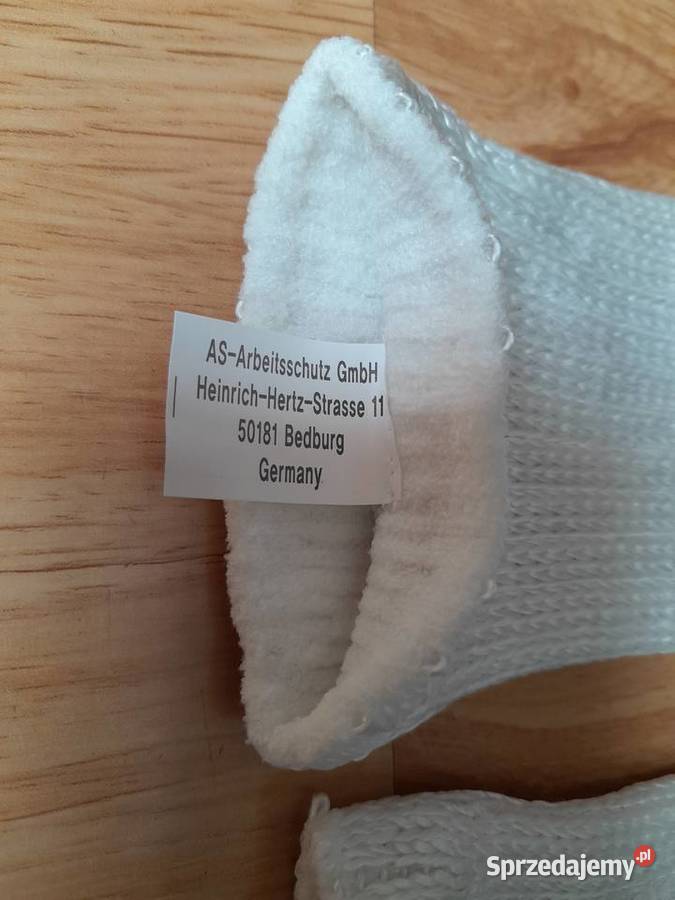 AS-Arbeitsschutz GmbH
Heinrich-Hertz-Strasse 11
50181 Bedburg
Germany
Sprzedajemy.pl